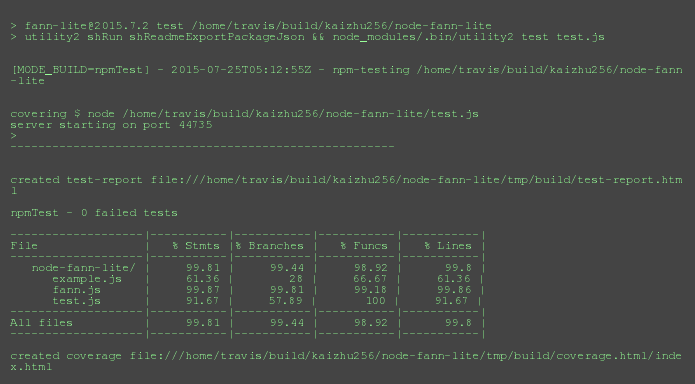 > fann-lite@2015.7.2 test /home/travis/build/kaizhu256/node-fann-lite
> utility2 shRun shReadmeExportPackageJson && node_modules/.bin/utility2 test test.js
[MODE_BUILD=npmTest] - 2015-07-25T05:12:55Z - npm-testing /home/travis/build/kaizhu256/node-fann
-lite
covering $ node /home/travis/build/kaizhu256/node-fann-lite/test.js
server starting on port 44735
>
-------------------------------------------------------
created test-report file:///home/travis/build/kaizhu256/node-fann-lite/tmp/build/test-report.htm
l
npmTest - 0 failed tests
-------------------|-----------|-----------|-----------|-----------|
File               |   % Stmts |% Branches |   % Funcs |   % Lines |
-------------------|-----------|-----------|-----------|-----------|
   node-fann-lite/ |     99.81 |     99.44 |     98.92 |      99.8 |
      example.js   |     61.36 |        28 |     66.67 |     61.36 |
      fann.js      |     99.87 |     99.81 |     99.18 |     99.86 |
      test.js      |     91.67 |     57.89 |       100 |     91.67 |
-------------------|-----------|-----------|-----------|-----------|
All files          |     99.81 |     99.44 |     98.92 |      99.8 |
-------------------|-----------|-----------|-----------|-----------|
created coverage file:///home/travis/build/kaizhu256/node-fann-lite/tmp/build/coverage.html/inde
x.html